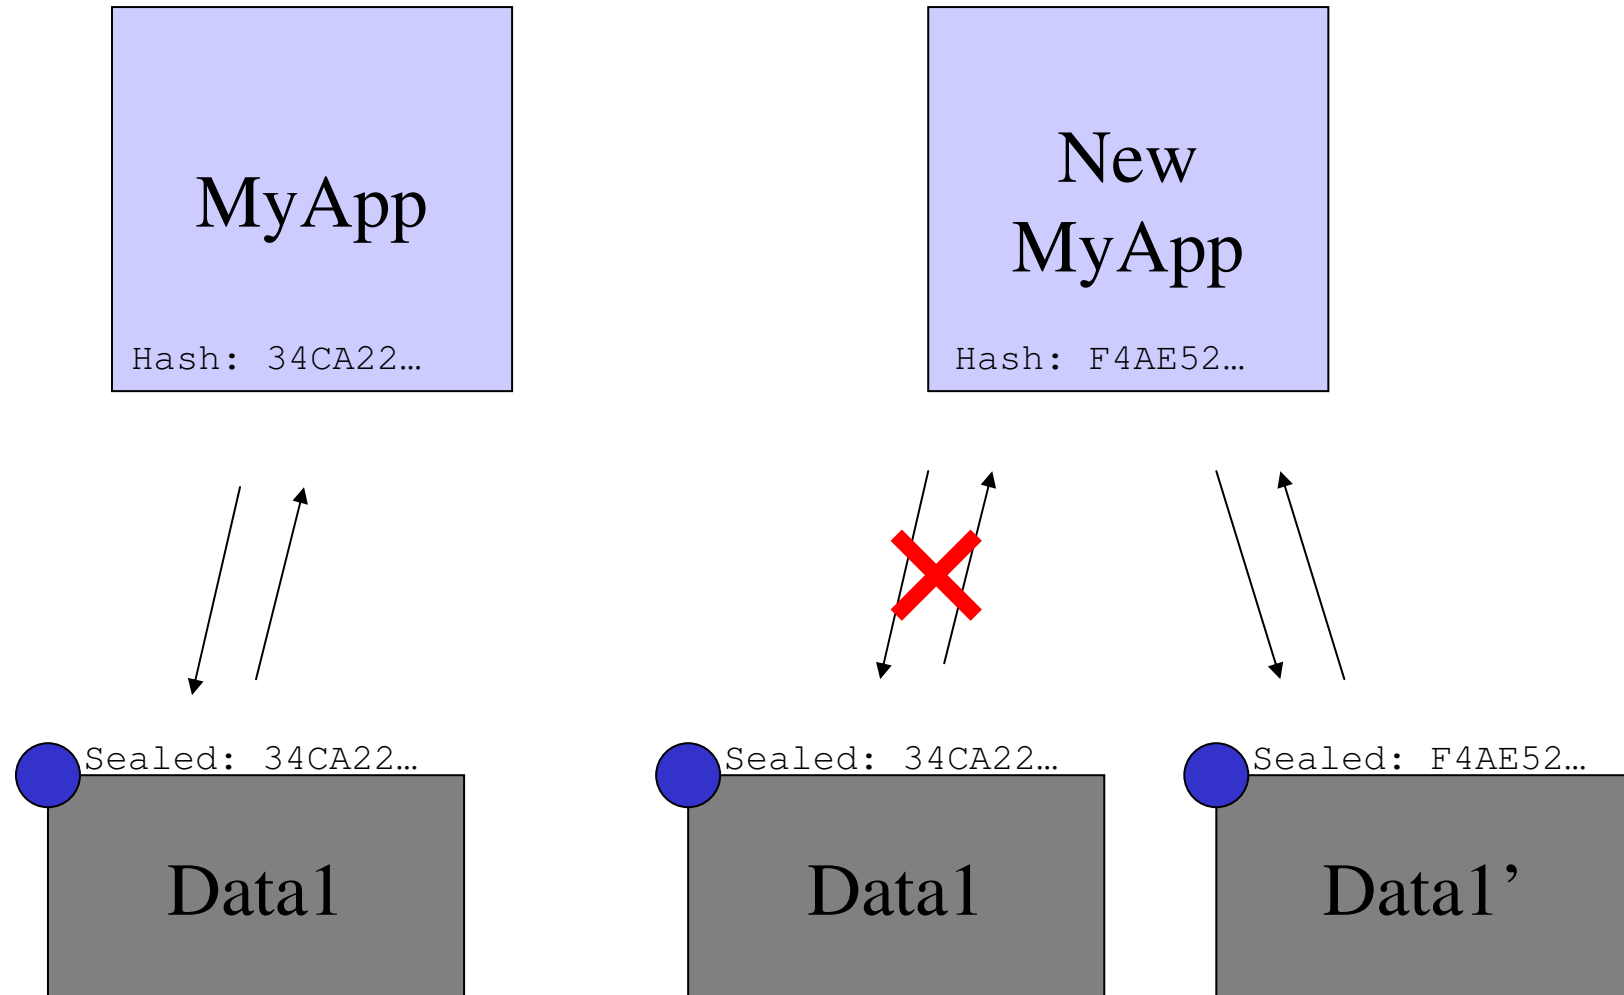 MyApp
Hash: 34CA22…
New
MyApp
Hash: F4AE52…
Sealed: 34CA22…
Data1
Sealed: 34CA22…
Data1
Sealed: F4AE52…
Data1’